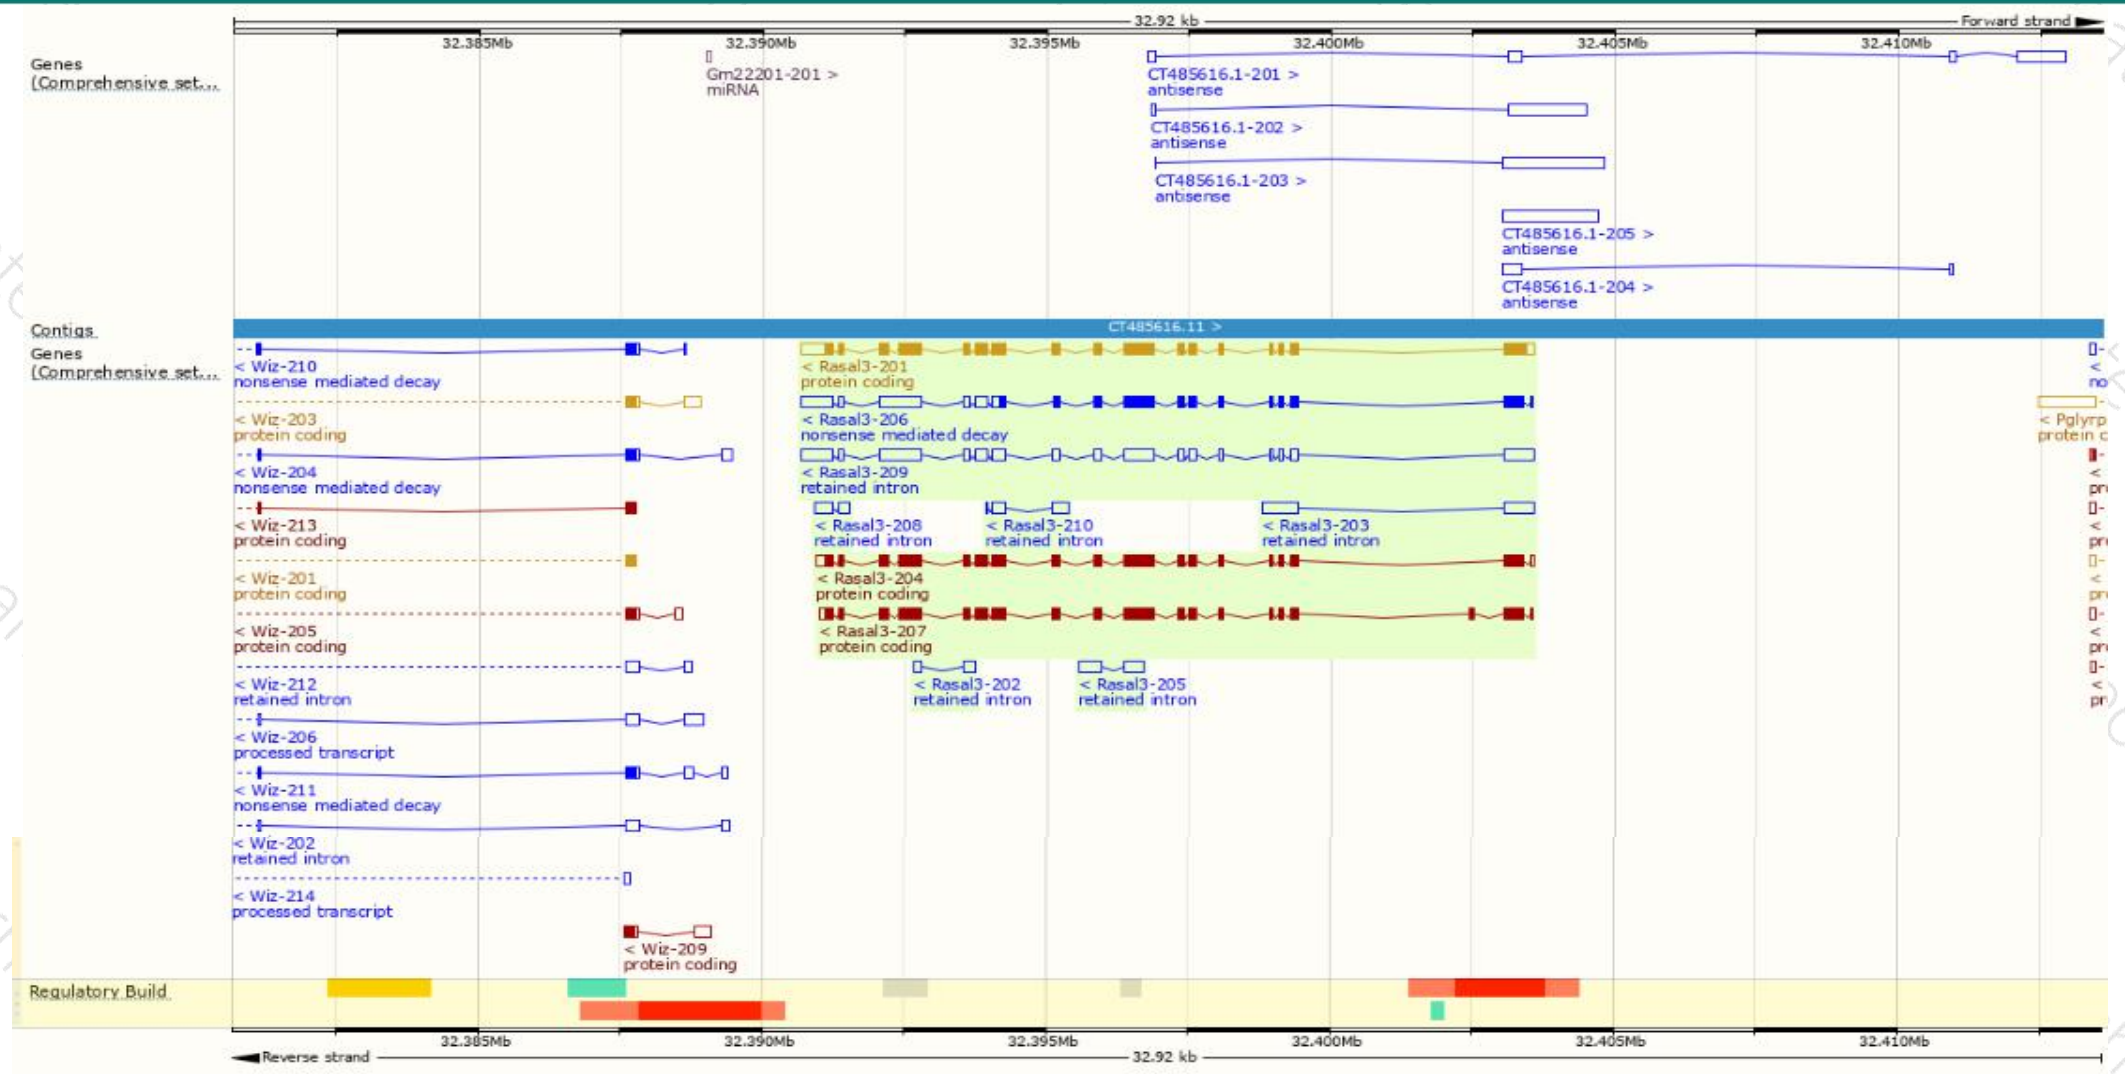 32.92 kb
Forward strand
32.385Mb 32.390Mb 32.395Mb 32.400Mb 32.405Mb 32.410Mb
Genes
(Comprehensive set...
Gm22201-201 >
miRNA
CT485616.1-201 >
antisense
CT485616.1-202 >
antisense
CT485616.1-203 >
antisense
CT485616.1-205 >
antisense
CT485616.1-204 >
antisense
Contigs
CT485616.11 >
Genes
(Comprehensive set...
< Wiz-210
nonsense mediated decay
< Wiz-203
protein coding
< Wiz-204
nonsense mediated decay
< Wiz-213
protein coding
< Wiz-201
protein coding
< Wiz-205
protein coding
< Wiz-212
retained intron
< Wiz-206
processed transcript
< Wiz-211
nonsense mediated decay
< Wiz-202
retained intron
< Wiz-214
processed transcript
< Wiz-209
protein coding
< Rasal3-201
protein coding
< Rasal3-206
nonsense mediated decay
< Rasal3-209
retained intron
< Rasal3-208
retained intron
< Rasal3-210
retained intron
< Rasal3-203
retained intron
< Rasal3-204
protein coding
< Rasal3-207
protein coding
< Rasal3-202
retained intron
< Rasal3-205
retained intron
<
no
< Pglyrp
protein c
<
pr
<
pr
<
pr
<
pr
<
pr
Regulatory Build
32.385Mb 32.390Mb 32.395Mb 32.400Mb 32.405Mb 32.410Mb
Reverse strand
32.92 kb